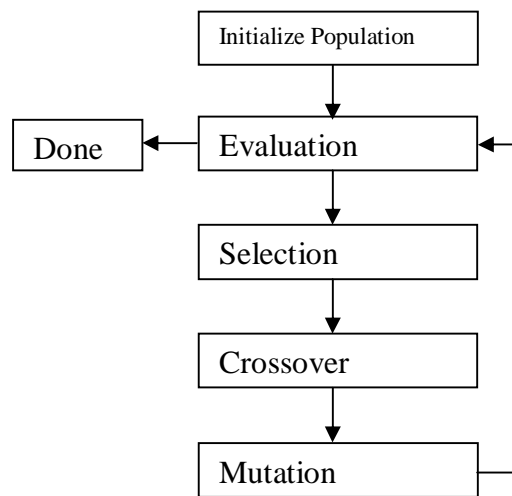 Initialize Population
Done
Evaluation
Selection
Crossover
Mutation